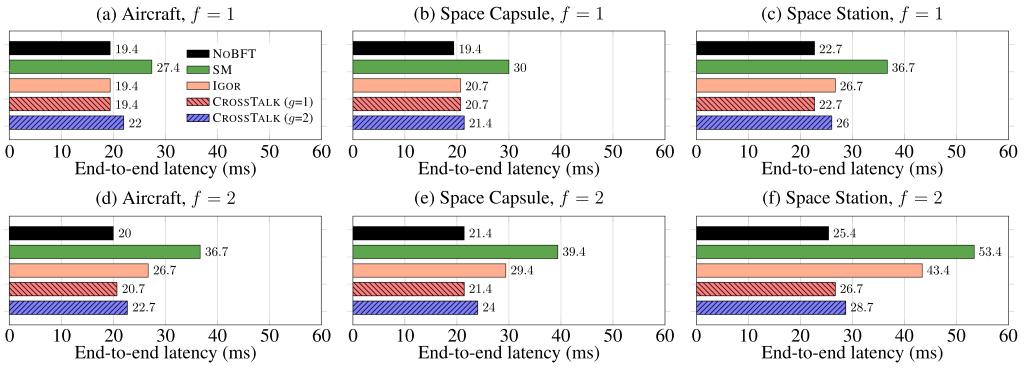 (a) Aircraft, f = 1
19.4
27.4
19.4
19.4
22
NOBFT
SM
IGOR
CROSSTALK (g=1)
CROSSTALK (g=2)
0 10 20 30 40 50 60
End-to-end latency (ms)
(b) Space Capsule, f = 1
19.4
30
20.7
20.7
21.4
0 10 20 30 40 50 60
End-to-end latency (ms)
(c) Space Station, f = 1
22.7
36.7
26.7
22.7
26
0 10 20 30 40 50 60
End-to-end latency (ms)
(d) Aircraft, f = 2
20
36.7
26.7
20.7
22.7
0 10 20 30 40 50 60
End-to-end latency (ms)
(e) Space Capsule, f = 2
21.4
39.4
29.4
21.4
24
0 10 20 30 40 50 60
End-to-end latency (ms)
(f) Space Station, f = 2
25.4
53.4
43.4
26.7
28.7
0 10 20 30 40 50 60
End-to-end latency (ms)